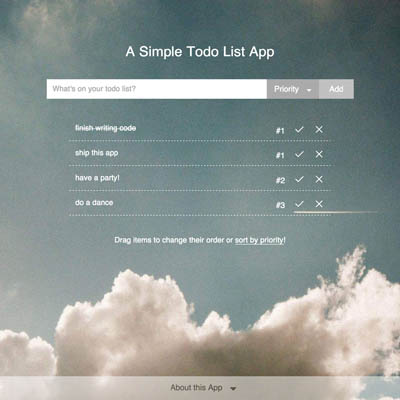 A Simple Todo List App
What's on your todo list? Priority Add
finish writing code #1
ship this app #1
have a party! #2
do a dance #3
Drag items to change their order or sort by priority!
About this App